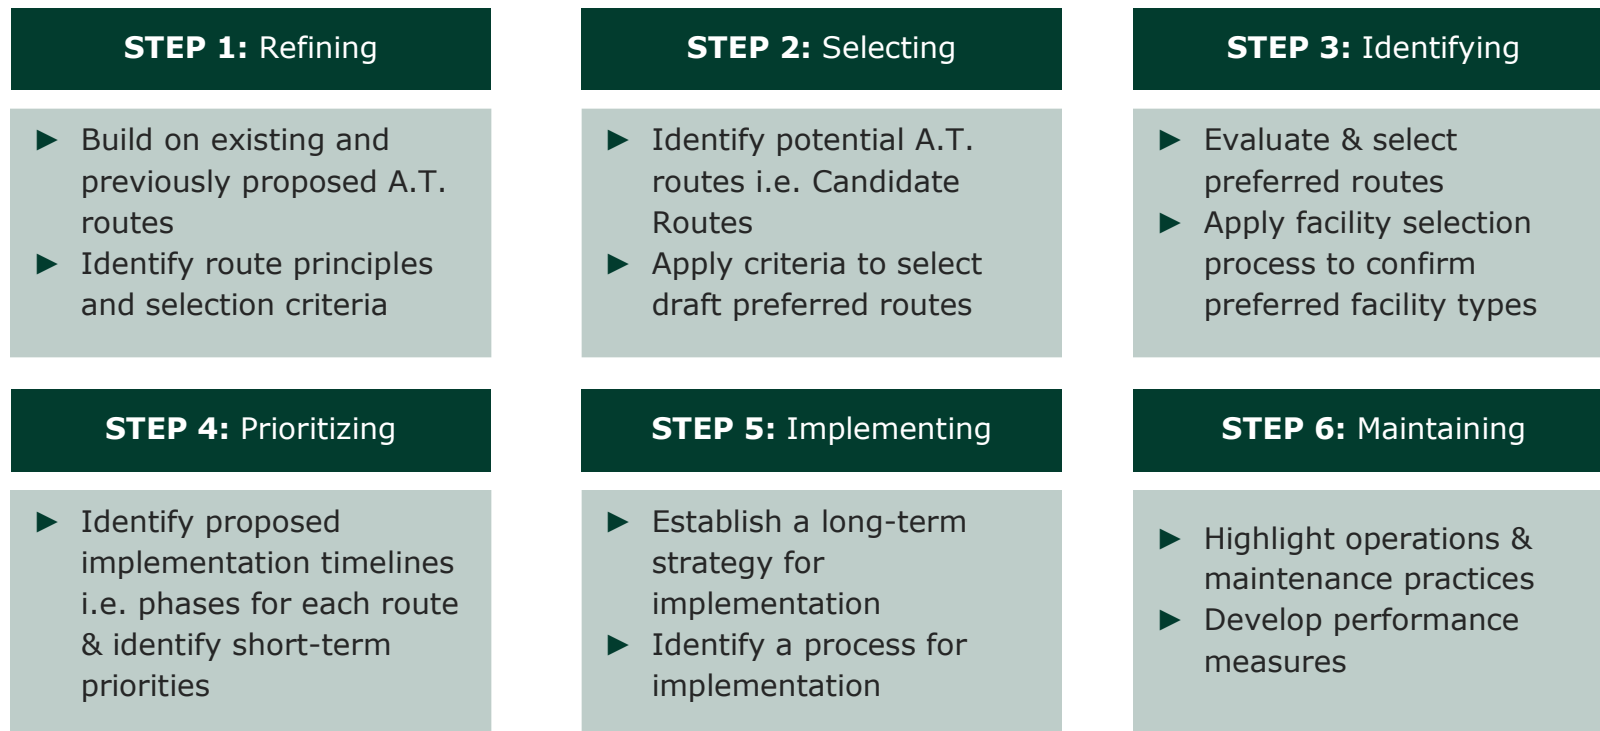 STEP 1: Refining
► Build on existing and
previously proposed A.T.
routes
► Identify route principles
and selection criteria
STEP 2: Selecting
► Identify potential A.T.
routes i.e. Candidate
Routes
► Apply criteria to select
draft preferred routes
STEP 3: Identifying
► Evaluate & select
preferred routes
► Apply facility selection
process to confirm
preferred facility types
STEP 4: Prioritizing
► Identify proposed
implementation timelines
i.e. phases for each route
& identify short-term
priorities
STEP 5: Implementing
► Establish a long-term
strategy for
implementation
► Identify a process for
implementation
STEP 6: Maintaining
► Highlight operations &
maintenance practices
► Develop performance
measures